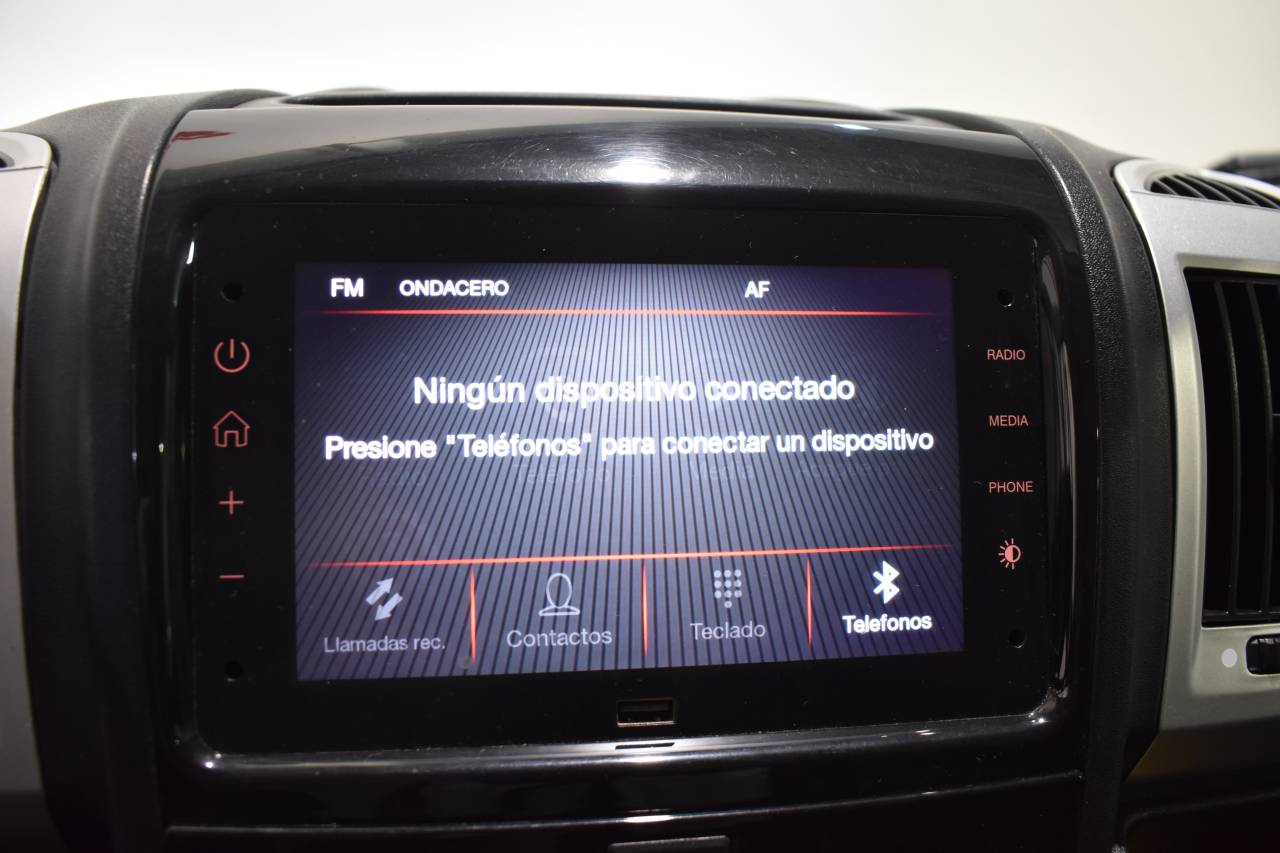 FM ONDACERO AF
RADIO
Ningún dispositivo conectado
MEDIA
Presione "Teléfonos" para conectar un dispositivo
PHONE
Llamadas rec. Contactos Teclado Telefonos